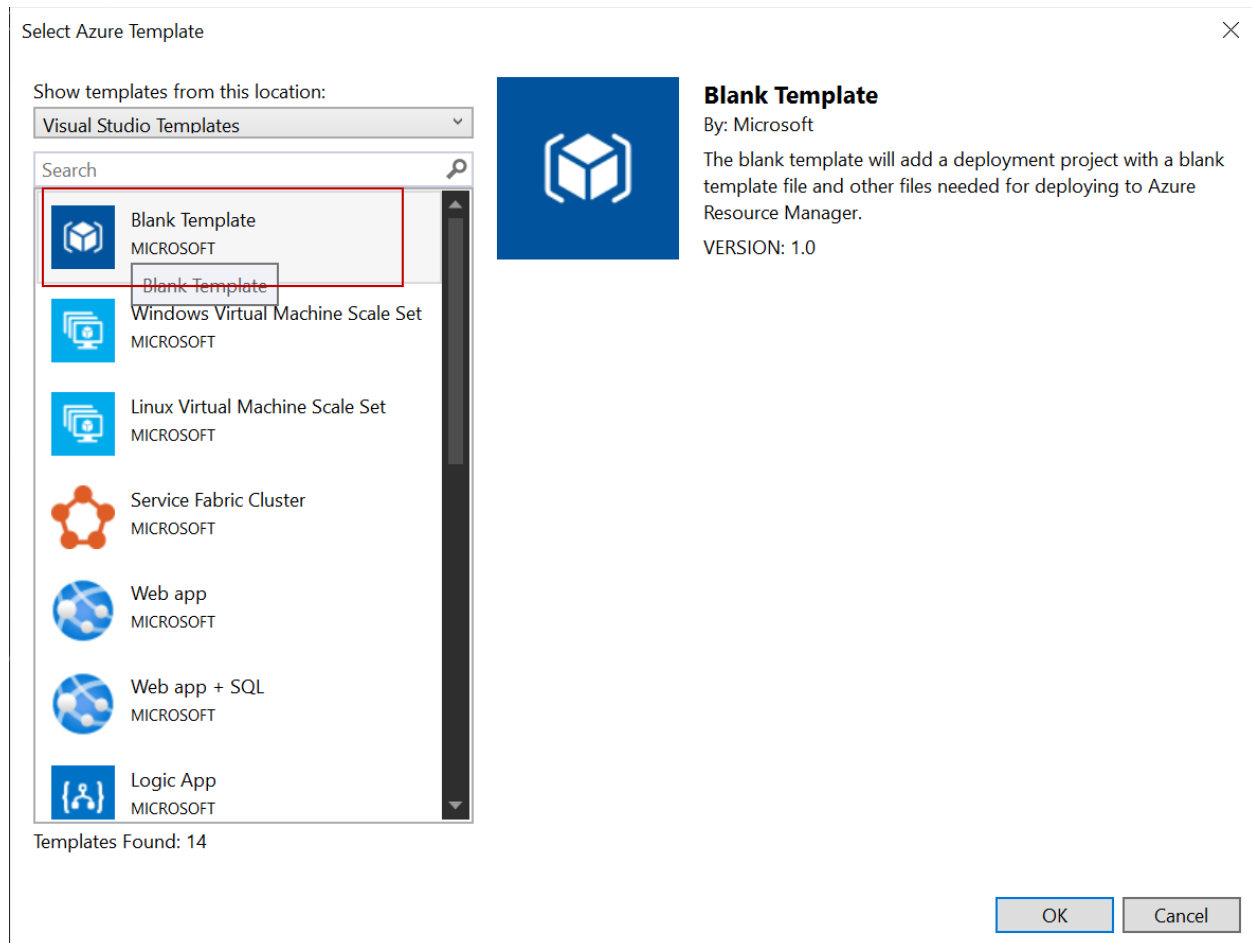 Select Azure Template
Show templates from this location:
Visual Studio Templates
Search
Blank Template
MICROSOFT
Blank Template
Windows Virtual Machine Scale Set
MICROSOFT
Linux Virtual Machine Scale Set
MICROSOFT
Service Fabric Cluster
MICROSOFT
Web app
MICROSOFT
Web app + SQL
MICROSOFT
Logic App
MICROSOFT
Templates Found: 14
Blank Template
By: Microsoft
The blank template will add a deployment project with a blank
template file and other files needed for deploying to Azure
Resource Manager.
VERSION: 1.0
OK
Cancel